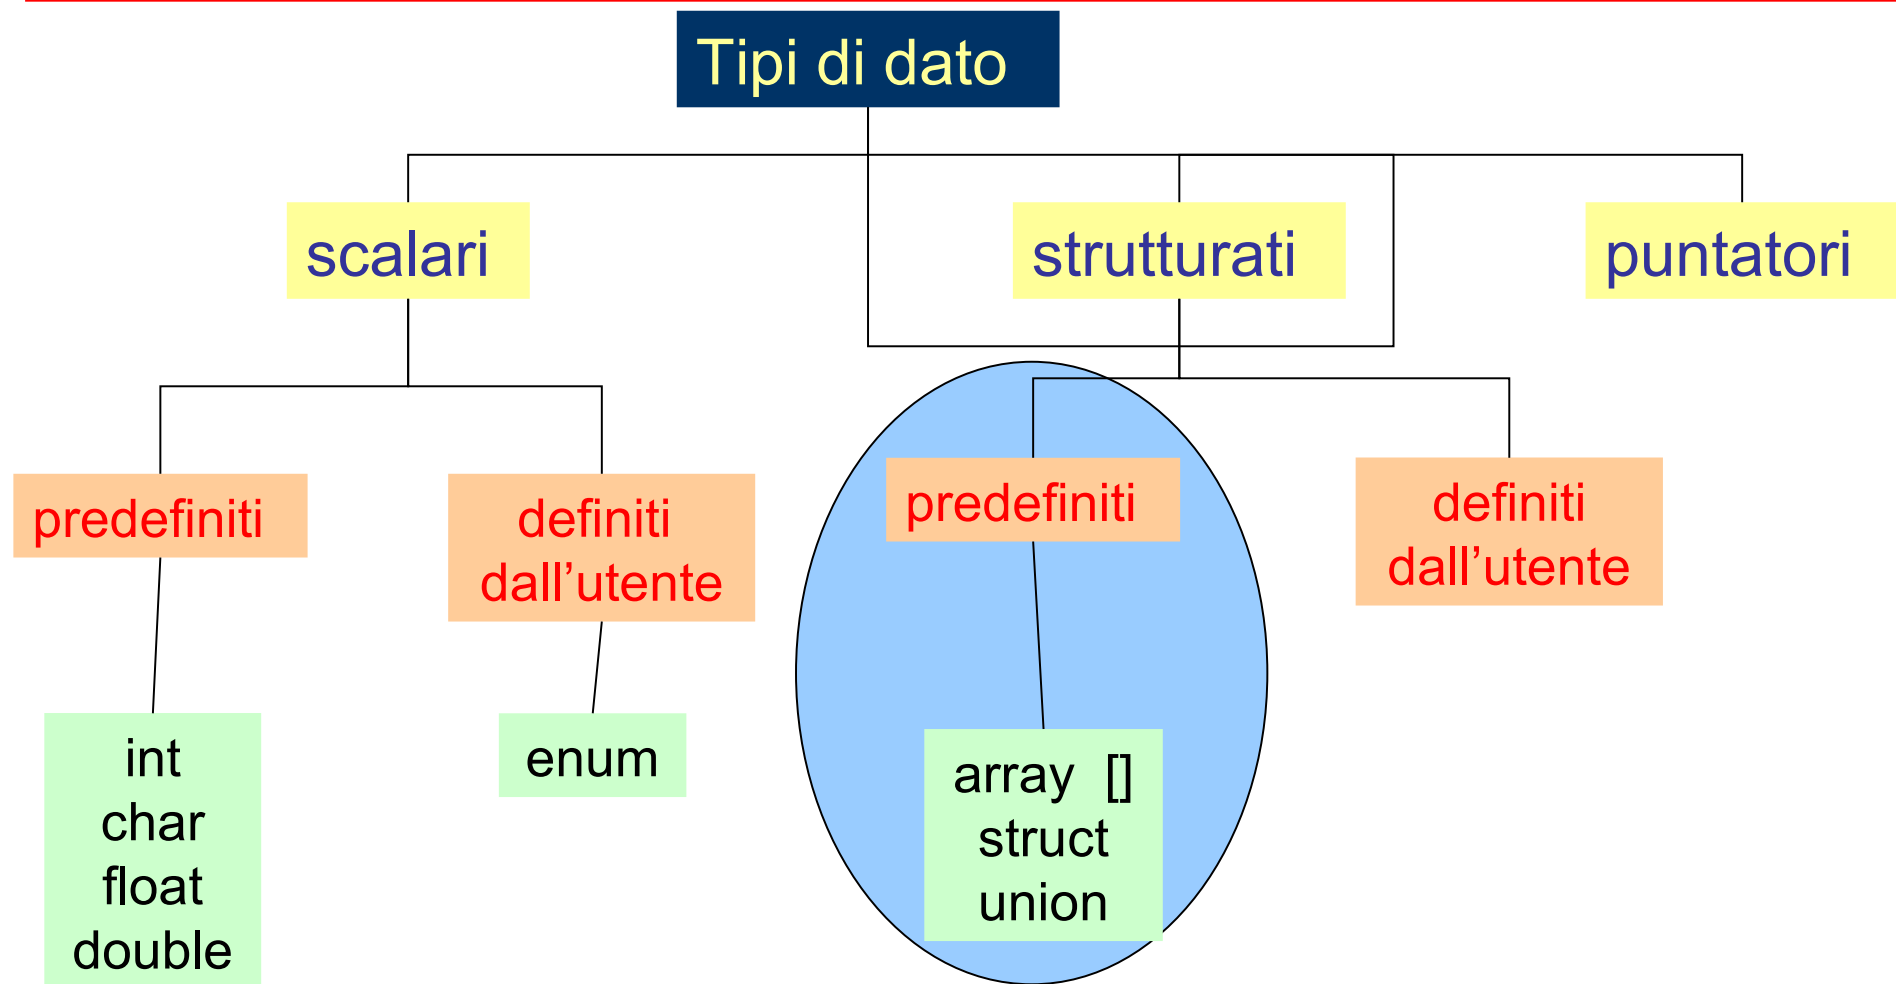 Tipi di dato
scalari
strutturati
puntatori
predefiniti
definiti
dall’utente
predefiniti
definiti
dall’utente
int
char
float
double
enum
array []
struct
union